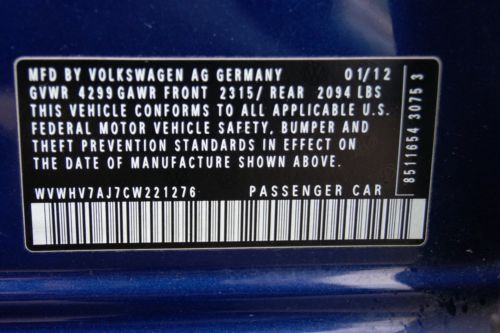 MFD BY VOLKSWAGEN AG GERMANY 01/12
GVWR 4299 GAWR FRONT 2315/ REAR 2094 LBS
THIS VEHICLE CONFORMS TO ALL APPLICABLE U.S.
FEDERAL MOTOR VEHICLE SAFETY, BUMPER AND
THEFT PREVENTION STANDARDS IN EFFECT ON
THE DATE OF MANUFACTURE SHOWN ABOVE.
WVWHV7AJ7CW221276 PASSENGER CAR
8511654 3075 3